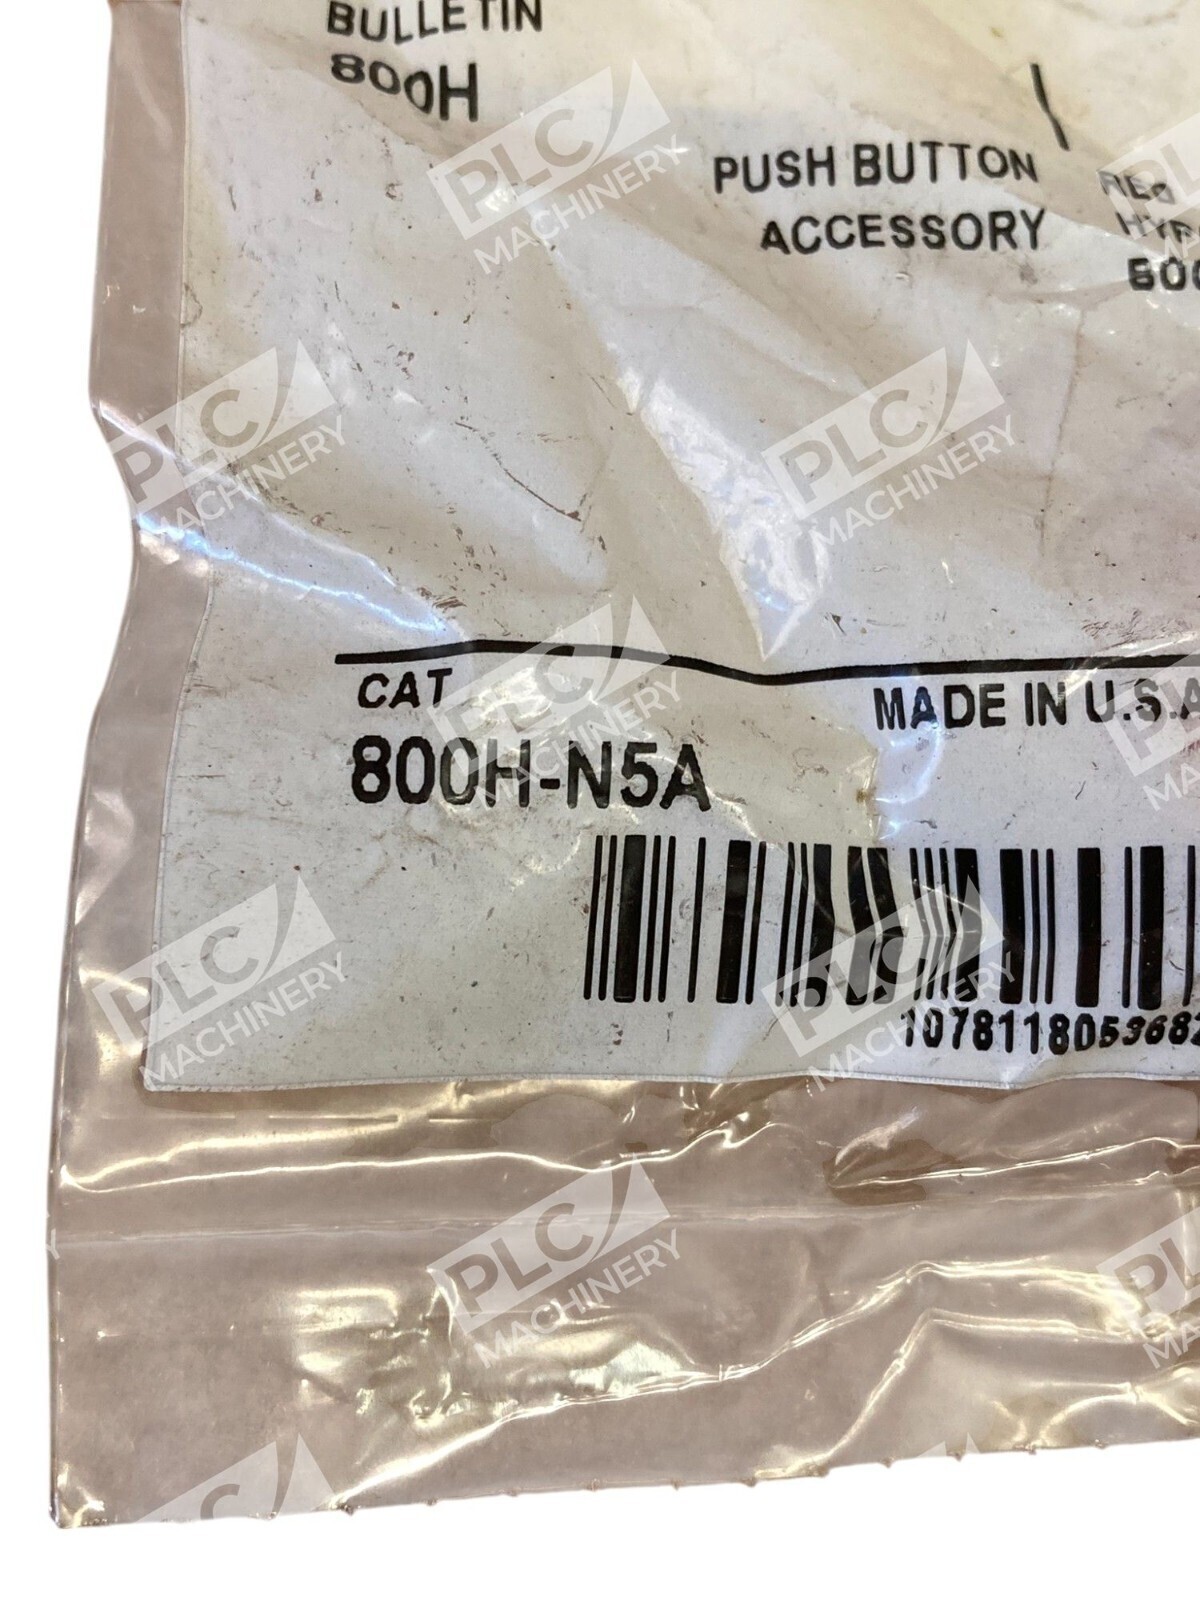 BULLETIN
800H
PUSH BUTTON
ACCESSORY
CAT
MADE IN U.S.A
800H-N5A
PLC MACHINERY